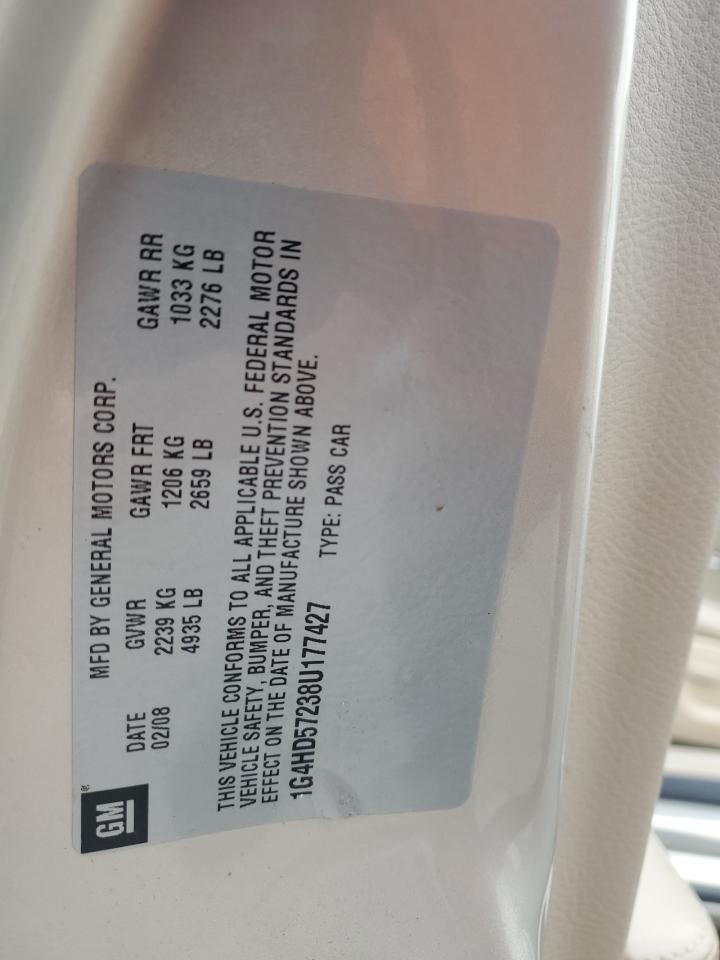 GM®
MFD BY GENERAL MOTORS CORP.
DATE GVWR GAWR FRT GAWR RR
02/08 2239 KG 1206 KG 1033 KG
4935 LB 2659 LB 2276 LB
THIS VEHICLE CONFORMS TO ALL APPLICABLE U.S. FEDERAL MOTOR
VEHICLE SAFETY, BUMPER, AND THEFT PREVENTION STANDARDS IN
EFFECT ON THE DATE OF MANUFACTURE SHOWN ABOVE.
1G4HD57238U177427 TYPE: PASS CAR